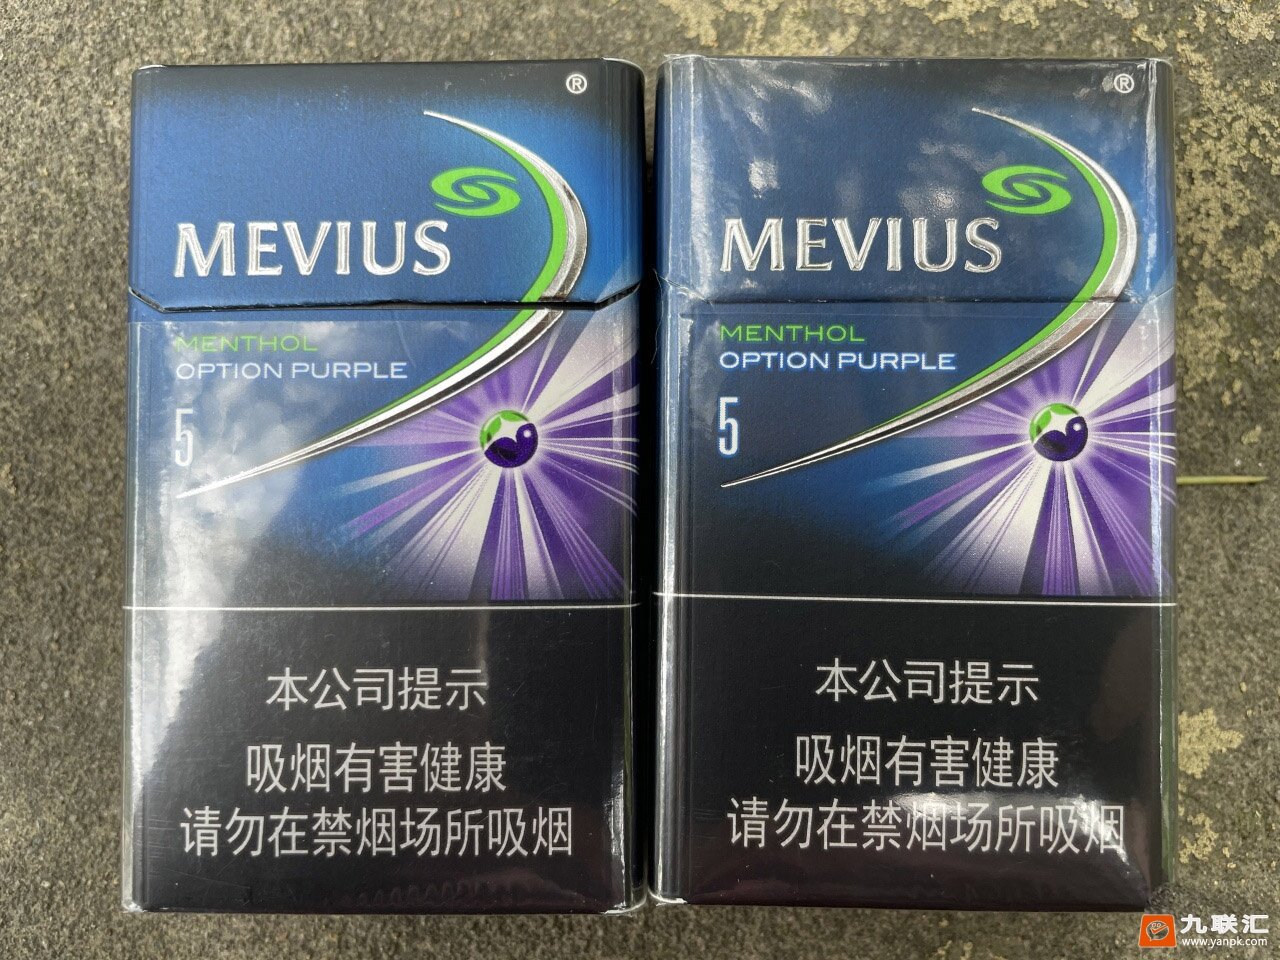 ®
MEVIUS
MENTHOL
OPTION PURPLE
5
本公司提示
吸烟有害健康
请勿在禁烟场所吸烟
®
MEVIUS
MENTHOL
OPTION PURPLE
5
本公司提示
吸烟有害健康
请勿在禁烟场所吸烟
九联汇
www.yanpk.com